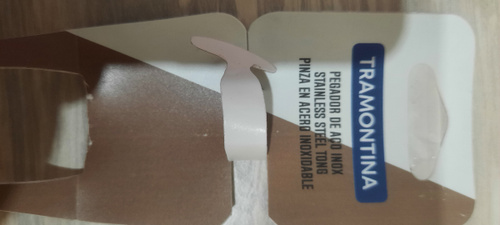 TRAMONTINA
PEGADOR DE AÇO INOX
STAINLESS STEEL TONG
PINZA EN ACERO INOXIDABLE